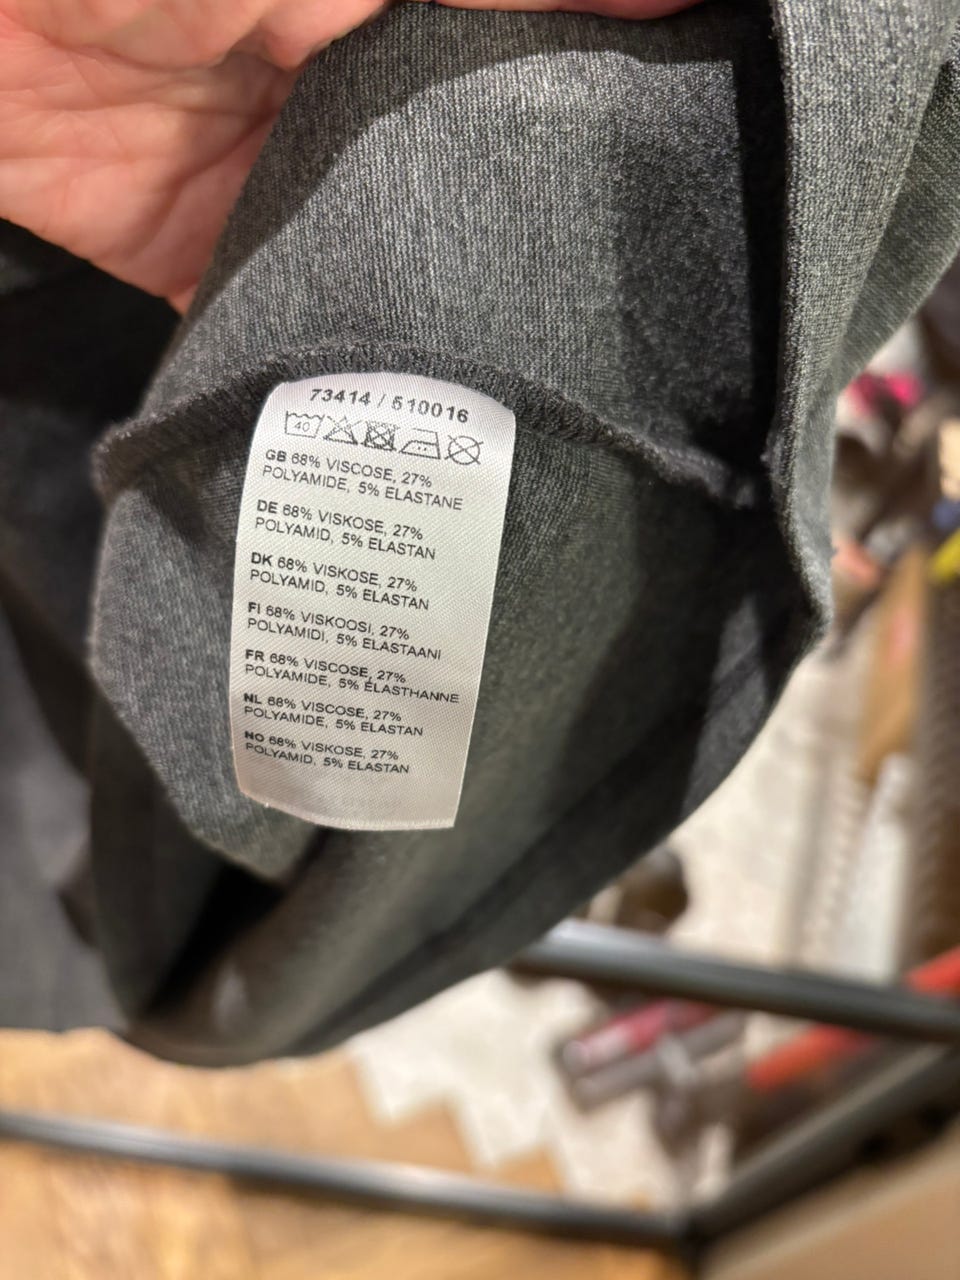 73414 / 510016
40
GB 68% VISCOSE, 27%
POLYAMIDE, 5% ELASTANE
DE 68% VISKOSE, 27%
POLYAMID, 5% ELASTAN
DK 68% VISKOSE, 27%
POLYAMID, 5% ELASTAN
FI 68% VISKOOSI, 27%
POLYAMIDI, 5% ELASTAANI
FR 68% VISCOSE, 27%
POLYAMIDE, 5% ÉLASTHANNE
NL 68% VISCOSE, 27%
POLYAMIDE, 5% ELASTAN
NO 68% VISKOSE, 27%
POLYAMID, 5% ELASTAN